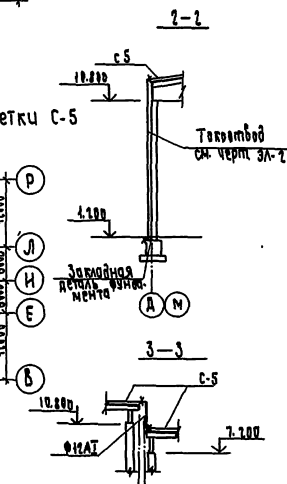 2-2
с5
10.800
етки С-5
Токоотвод
см. черт ЭЛ-2
Р
1.200
Л
Н
Закладная
деталь фунда-
мента
Е
Д М
3-3
В
С-5
10.800
Ф12АI
7.200